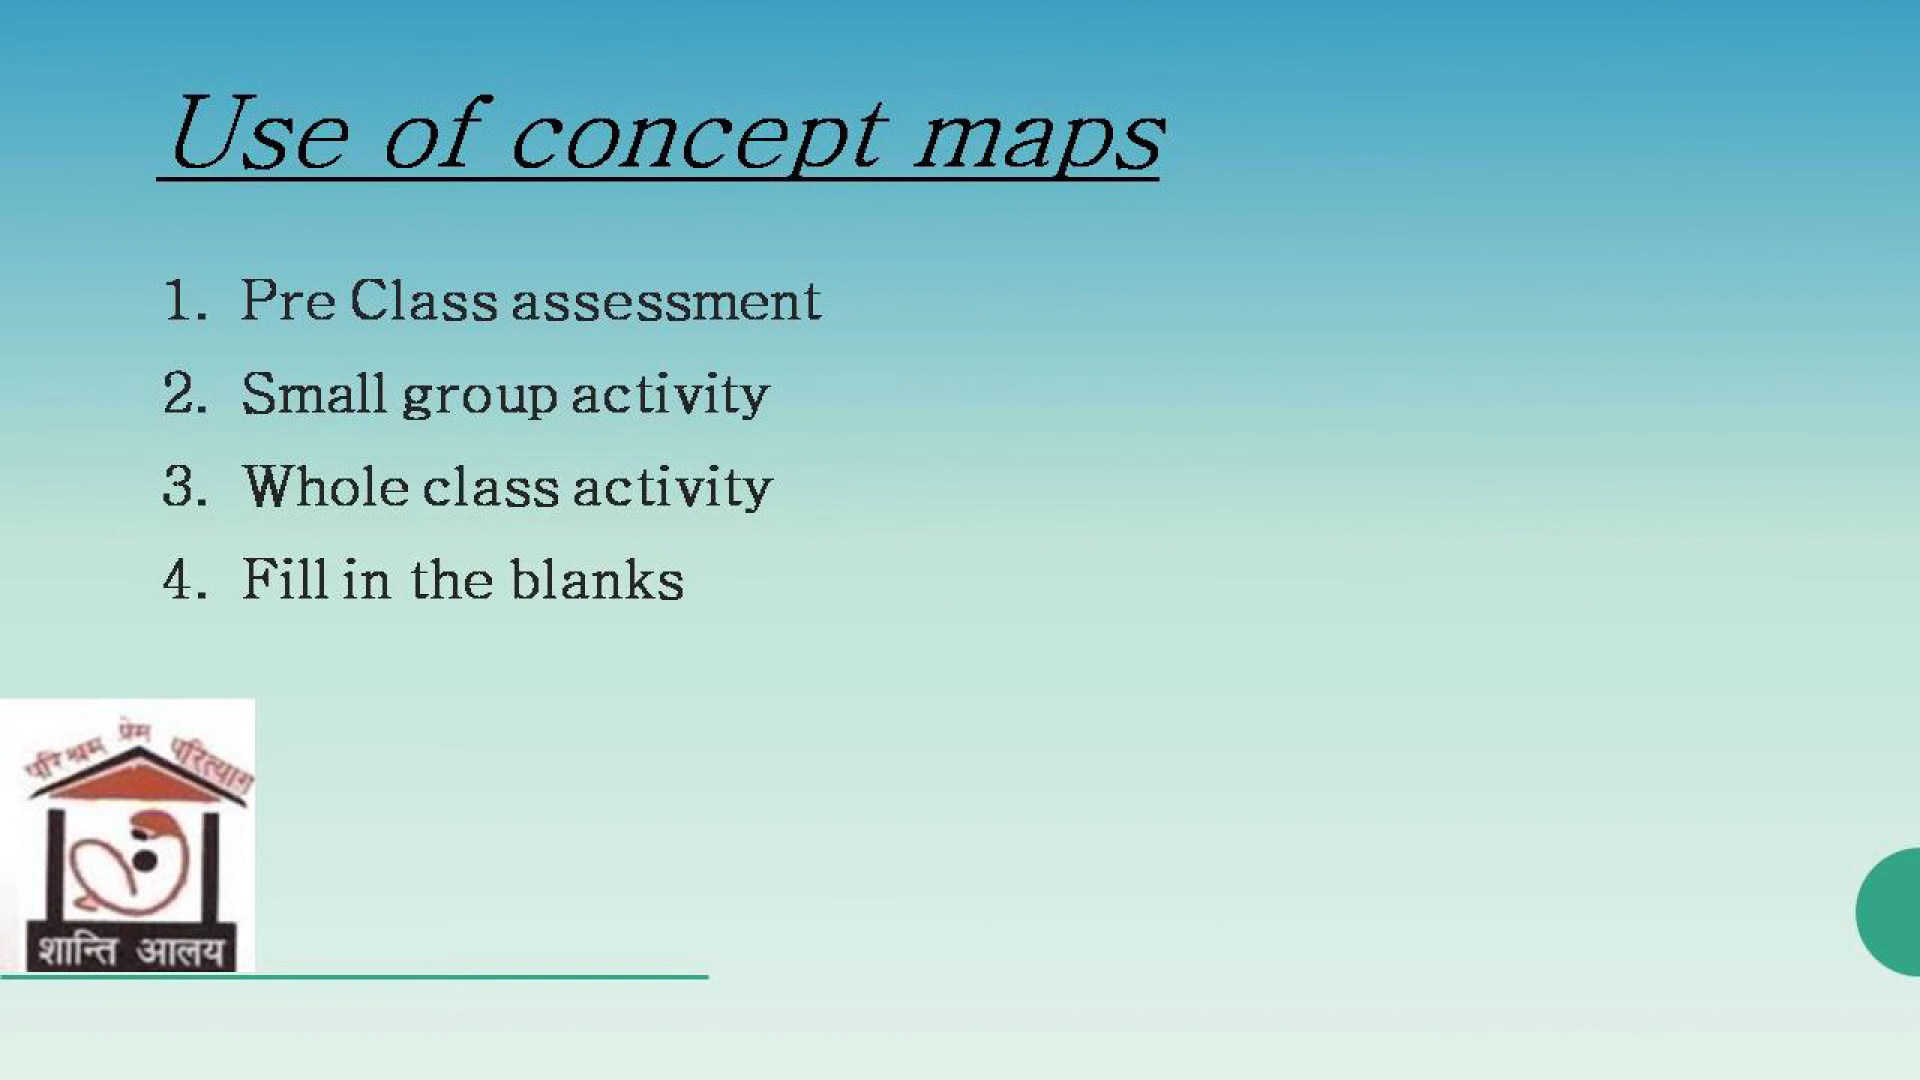 Use of concept maps
1. Pre Class assessment
2. Small group activity
3. Whole class activity
4. Fill in the blanks
परिश्रम प्रेम परित्याग
शान्ति आलय